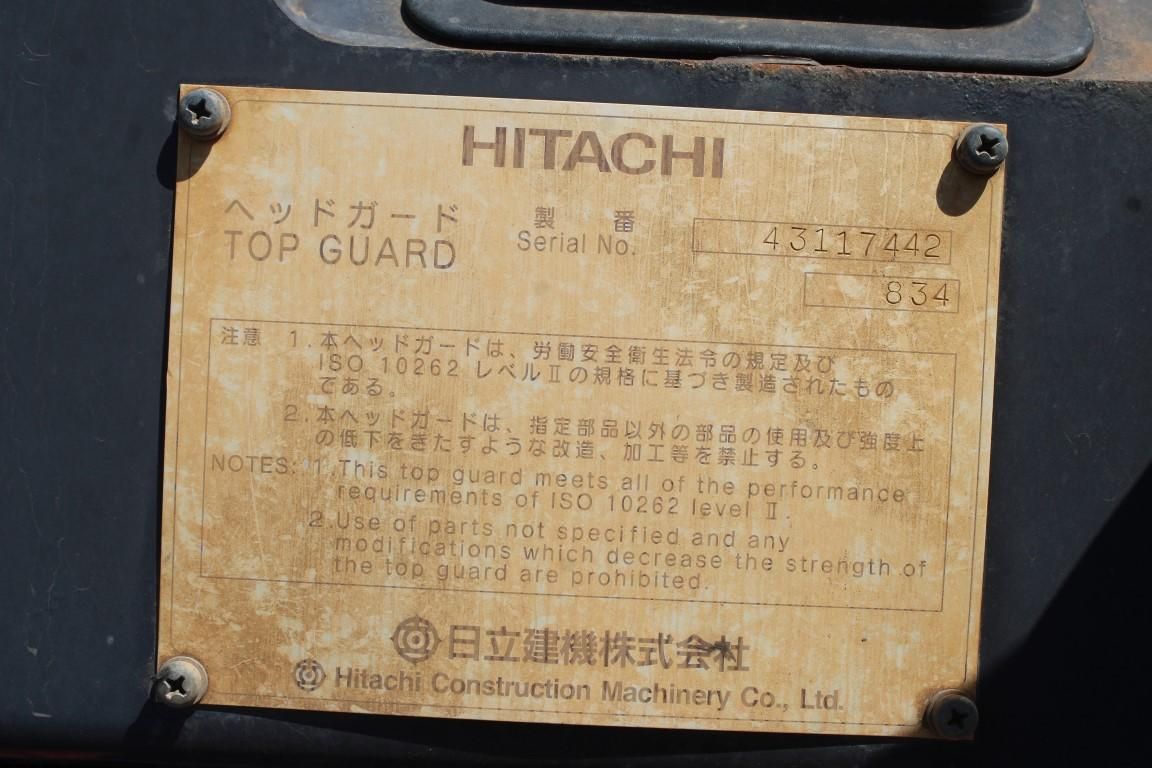 HITACHI
ヘッドガード
TOP GUARD
製 番
Serial No.
43117442
834
注意 1.本ヘッドガードは、労働安全衛生法令の規定及び
ISO 10262 レベルⅡの規格に基づき製造されたもの
である。
2.本ヘッドガードは、指定部品以外の部品の使用及び強度上
の低下をきたすような改造、加工等を禁止する。
NOTES: 1.This top guard meets all of the performance
requirements of ISO 10262 level Ⅱ.
2.Use of parts not specified and any
modifications which decrease the strength of
the top guard are prohibited.
日立建機株式会社
Hitachi Construction Machinery Co., Ltd.